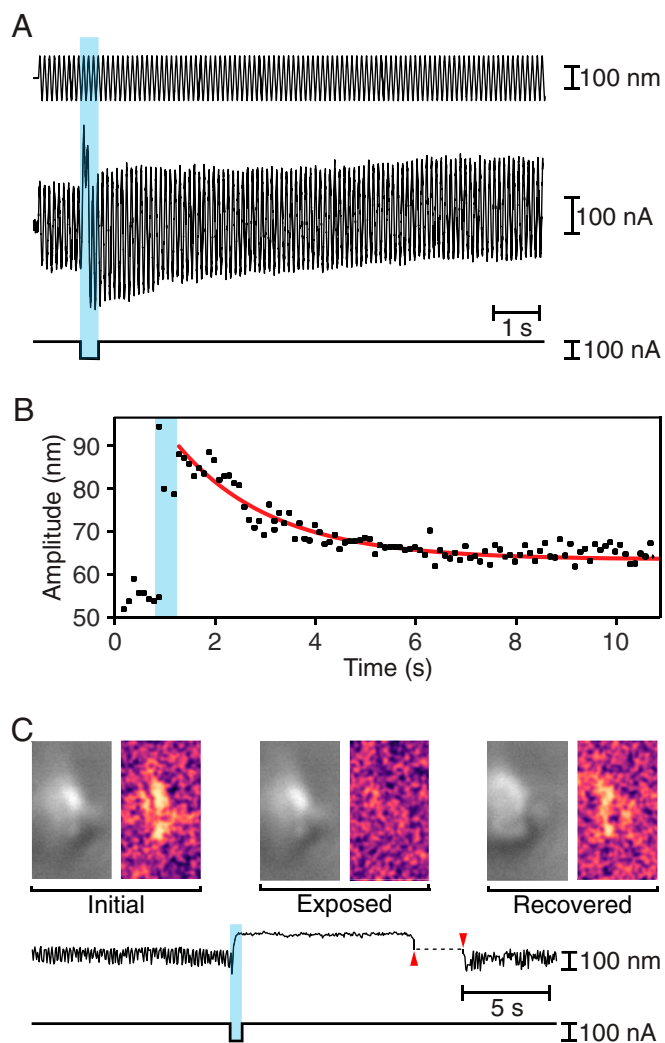 A
100 nm
100 nA
1 s
100 nA
B
Amplitude (nm)
90
80
70
60
50
0 2 4 6 8 10
Time (s)
C
Initial Exposed Recovered
100 nm
5 s
100 nA